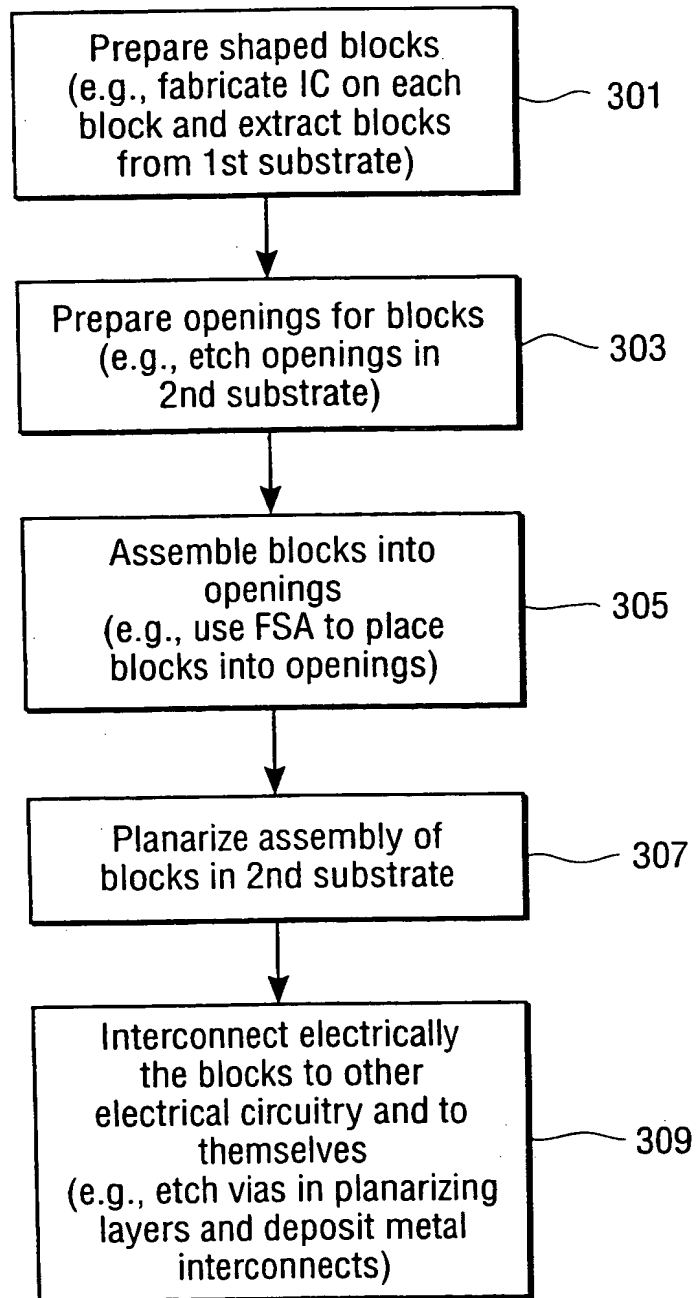 Prepare shaped blocks
(e.g., fabricate IC on each
block and extract blocks
from 1st substrate)
301
Prepare openings for blocks
(e.g., etch openings in
2nd substrate)
303
Assemble blocks into
openings
(e.g., use FSA to place
blocks into openings)
305
Planarize assembly of
blocks in 2nd substrate
307
Interconnect electrically
the blocks to other
electrical circuitry and to
themselves
(e.g., etch vias in planarizing
layers and deposit metal
interconnects)
309